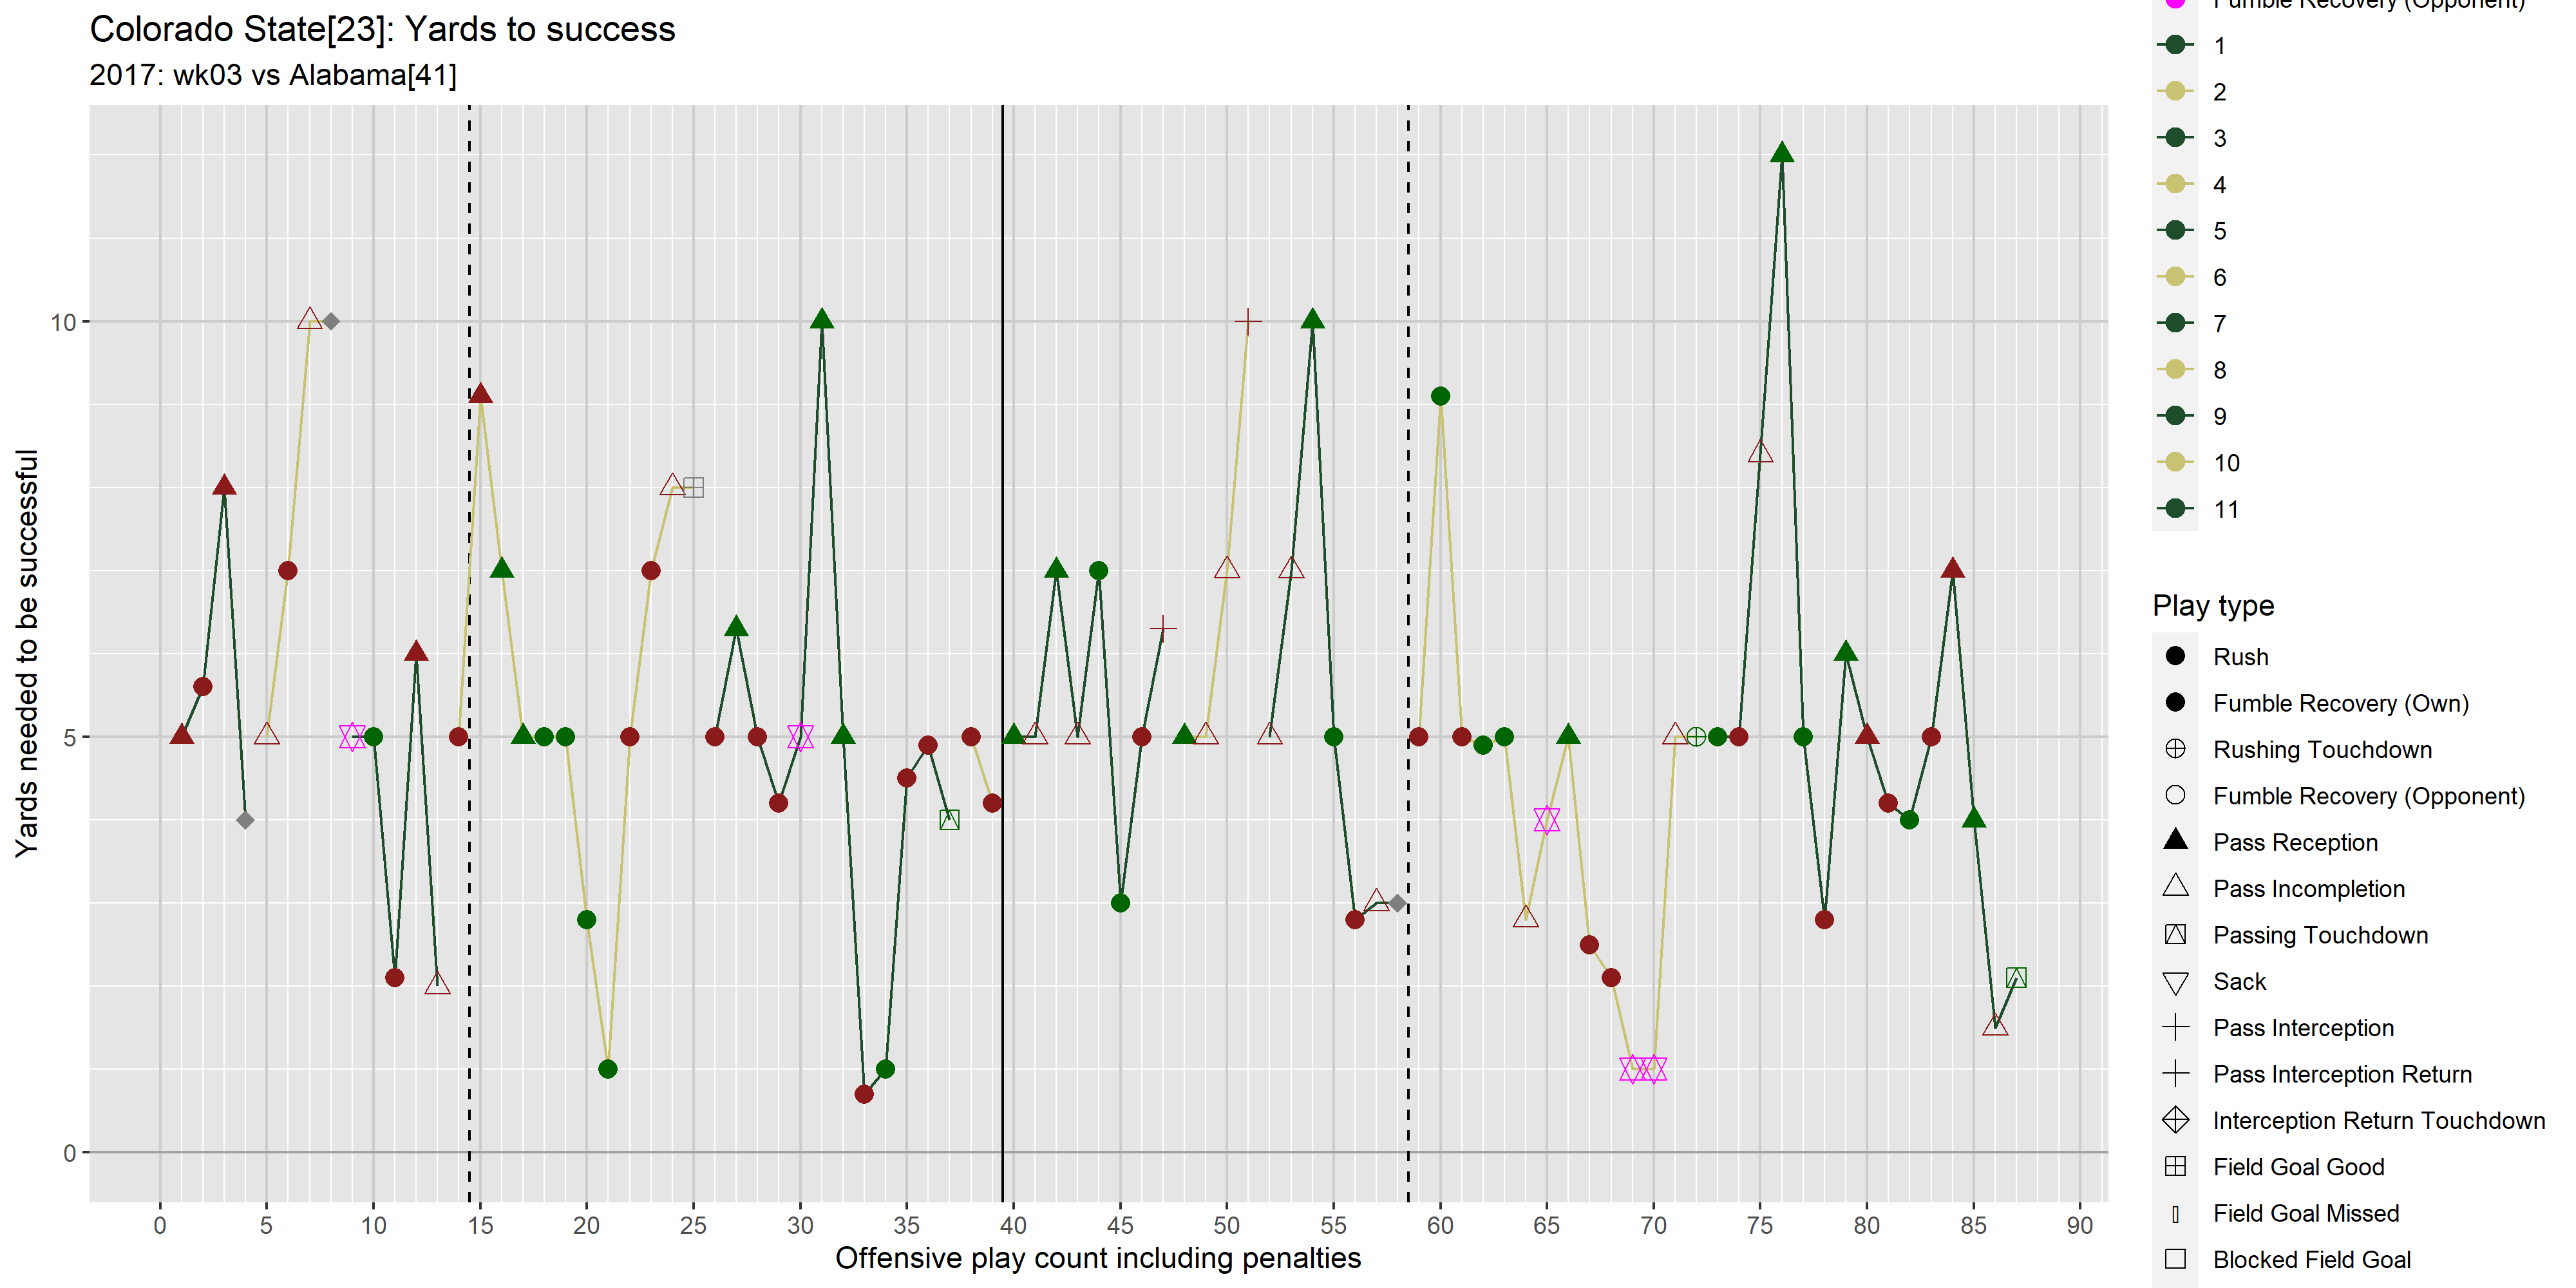 Colorado State[23]: Yards to success
2017: wk03 vs Alabama[41]
Yards needed to be successful
10
5
0
0 5 10 15 20 25 30 35 40 45 50 55 60 65 70 75 80 85 90
Offensive play count including penalties
Fumble Recovery (Opponent)
1
2
3
4
5
6
7
8
9
10
11
Play type
Rush
Fumble Recovery (Own)
Rushing Touchdown
Fumble Recovery (Opponent)
Pass Reception
Pass Incompletion
Passing Touchdown
Sack
Pass Interception
Pass Interception Return
Interception Return Touchdown
Field Goal Good
Field Goal Missed
Blocked Field Goal